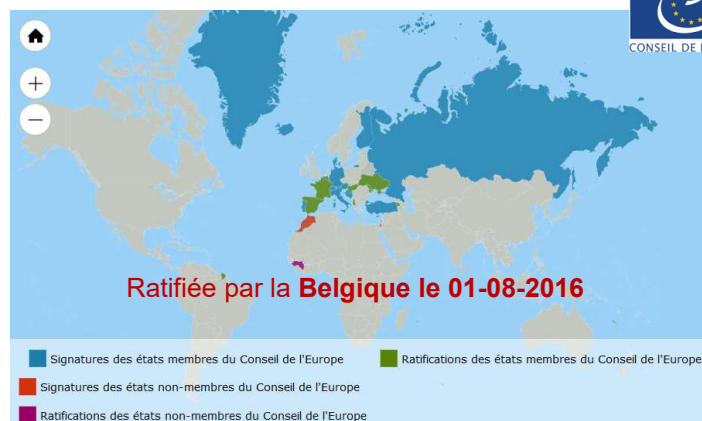 CONSEIL DE
Ratifiée par la Belgique le 01-08-2016
Signatures des états membres du Conseil de l'Europe
Ratifications des états membres du Conseil de l'Europe
Signatures des états non-membres du Conseil de l'Europe
Ratifications des états non-membres du Conseil de l'Europe